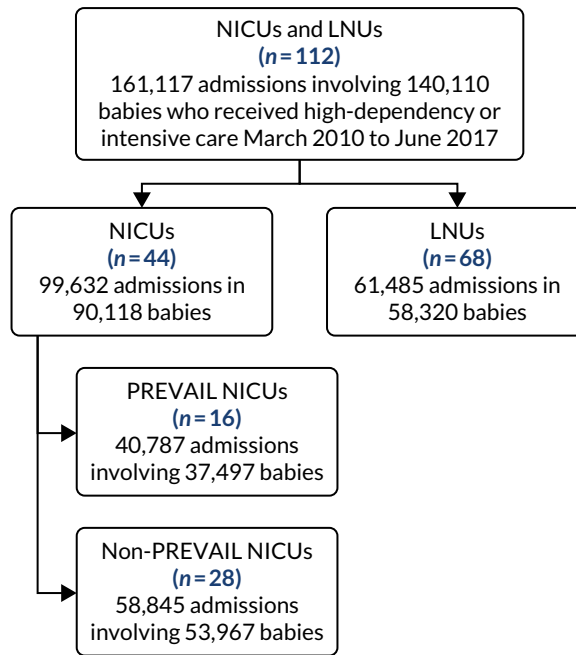 NICUs and LNUs
(n = 112)
161,117 admissions involving 140,110
babies who received high-dependency or
intensive care March 2010 to June 2017
NICUs
(n = 44)
99,632 admissions in
90,118 babies
LNUs
(n = 68)
61,485 admissions in
58,320 babies
PREVAIL NICUs
(n = 16)
40,787 admissions
involving 37,497 babies
Non-PREVAIL NICUs
(n = 28)
58,845 admissions
involving 53,967 babies